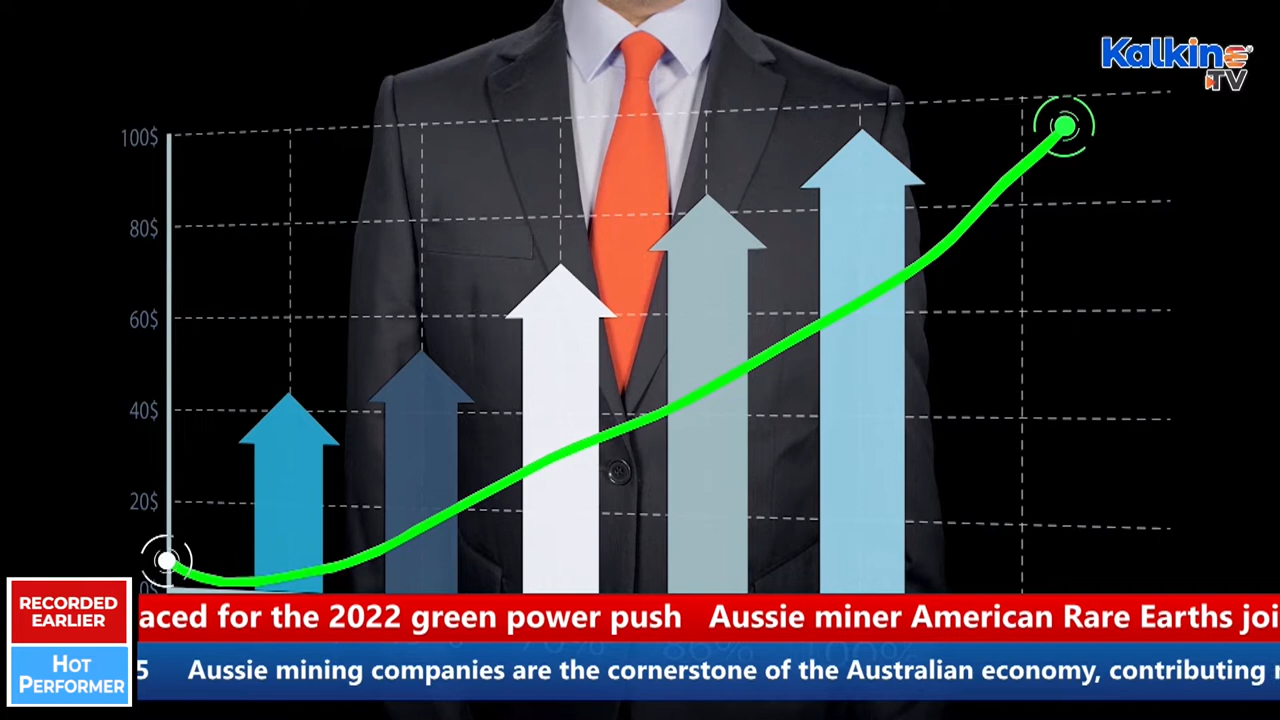 Kalkine
TV
100$
80$
60$
40$
20$
0$
RECORDED
EARLIER
aced for the 2022 green power push Aussie miner American Rare Earths joi
HOT
PERFORMER
5 Aussie mining companies are the cornerstone of the Australian economy, contributing